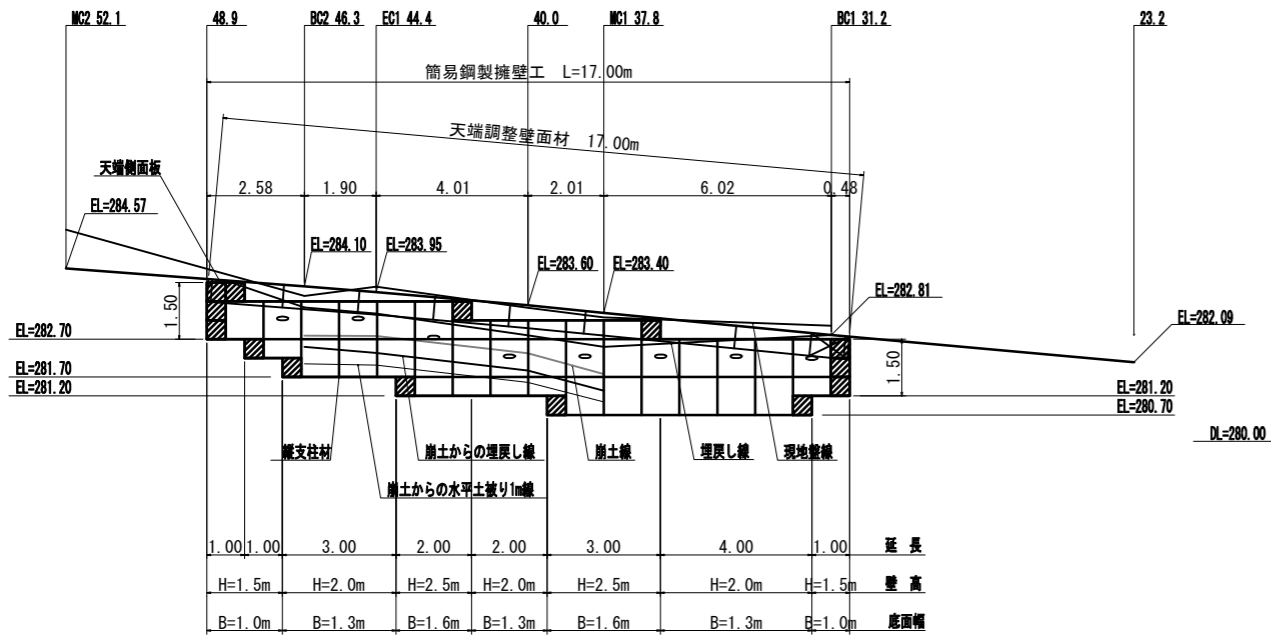 MC2 52.1 48.9 BC2 46.3 EC1 44.4 40.0 MC1 37.8 BC1 31.2 23.2
簡易鋼製擁壁工 L=17.00m
天端調整壁面材 17.00m
天端側面板
2.58 1.90 4.01 2.01 6.02 0.48
EL=284.57
EL=284.10 EL=283.95
EL=283.60 EL=283.40
EL=282.81
1.50
EL=282.70
EL=282.09
1.50
EL=281.70
EL=281.20
EL=281.20
EL=280.70
DL=280.00
縦支柱材 崩土からの埋戻し線 崩土線 埋戻し線 現地盤線
崩土からの水平土被り1m線
1.00 1.00 3.00 2.00 2.00 3.00 4.00 1.00 延 長
H=1.5m H=2.0m H=2.5m H=2.0m H=2.5m H=2.0m H=1.5m 壁 高
B=1.0m B=1.3m B=1.6m B=1.3m B=1.6m B=1.3m B=1.0m 底面幅